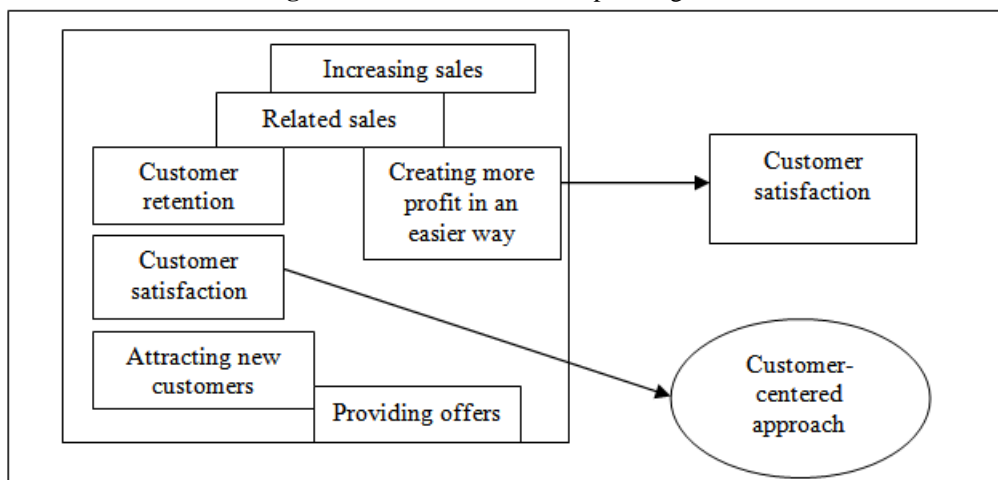 Increasing sales
Related sales
Customer
retention
Creating more
profit in an
easier way
Customer
satisfaction
Customer
satisfaction
Attracting new
customers
Providing offers
Customer-
centered
approach